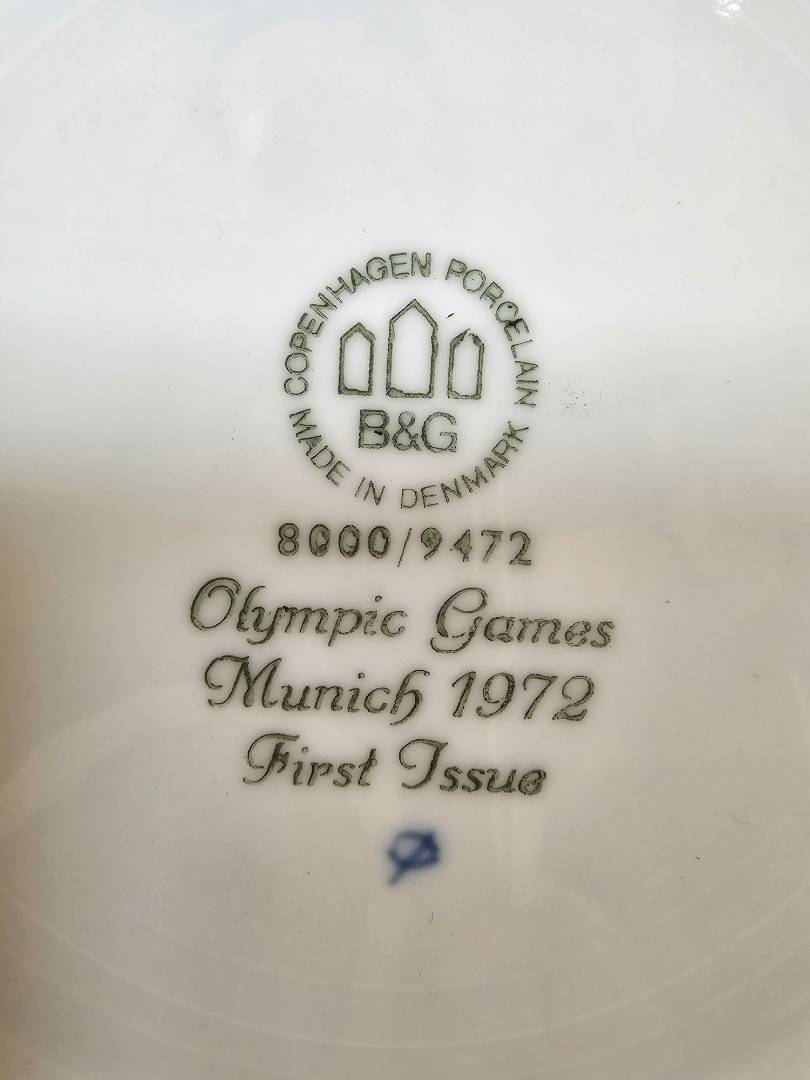 COPENHAGEN PORCELAIN
B&G
MADE IN DENMARK
8000/9472
Olympic Games
Munich 1972
First Issue